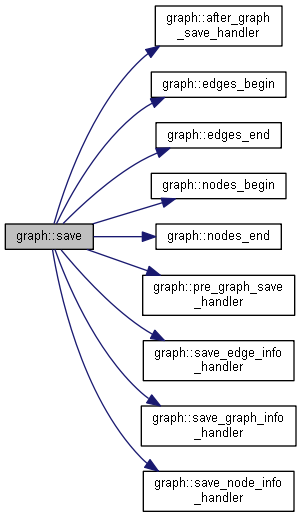 graph::after_graph
_save_handler
graph::edges_begin
graph::edges_end
graph::nodes_begin
graph::save
graph::nodes_end
graph::pre_graph_save
_handler
graph::save_edge_info
_handler
graph::save_graph_info
_handler
graph::save_node_info
_handler